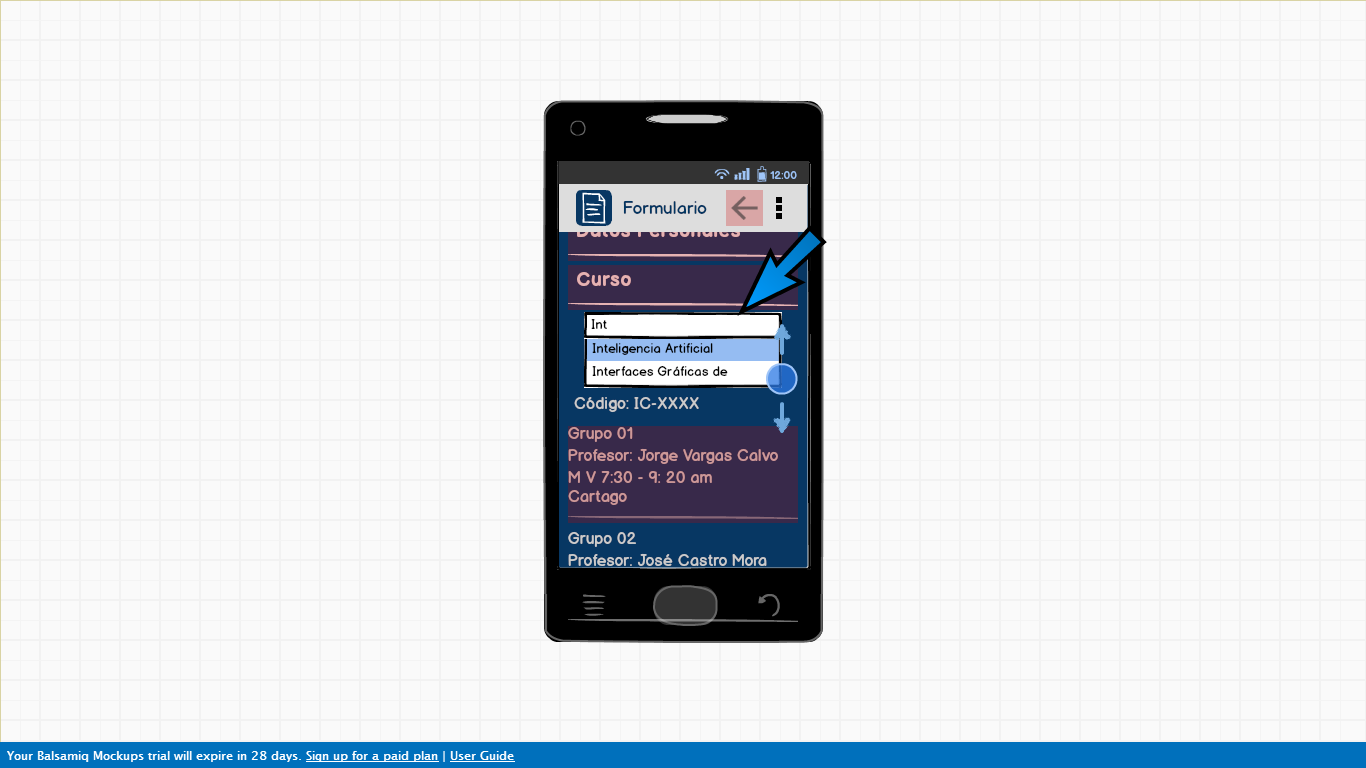 12:00
Formulario
Datos Personales
Curso
Int
Inteligencia Artificial
Interfaces Gráficas de
Código: IC-XXXX
Grupo 01
Profesor: Jorge Vargas Calvo
M V 7:30 - 9: 20 am
Cartago
Grupo 02
Profesor: José Castro Mora
Your Balsamiq Mockups trial will expire in 28 days. Sign up for a paid plan | User Guide